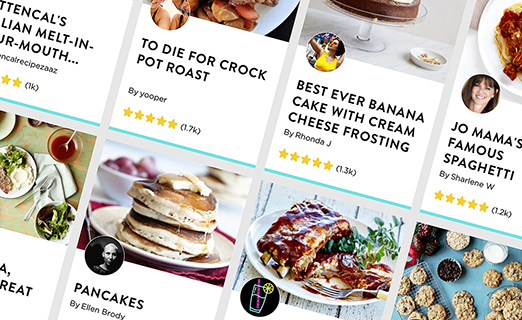 TTENCAL'S
LIAN MELT-IN-
UR-MOUTH...
encalrecipezaaz
(1k)
TO DIE FOR CROCK
POT ROAST
By yooper
(1.7k)
BEST EVER BANANA
CAKE WITH CREAM
CHEESE FROSTING
By Rhonda J
(1.3k)
JO MAMA'S
FAMOUS
SPAGHETTI
By Sharlene W
(1.2k)
A,
REAT
PANCAKES
By Ellen Brody